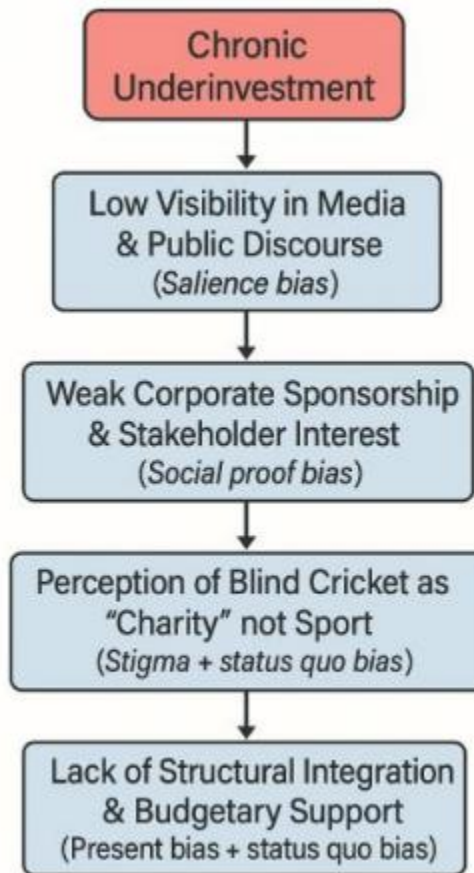 Chronic
Underinvestment
Low Visibility in Media
& Public Discourse
(Salience bias)
Weak Corporate Sponsorship
& Stakeholder Interest
(Social proof bias)
Perception of Blind Cricket as
“Charity” not Sport
(Stigma + status quo bias)
Lack of Structural Integration
& Budgetary Support
(Present bias + status quo bias)